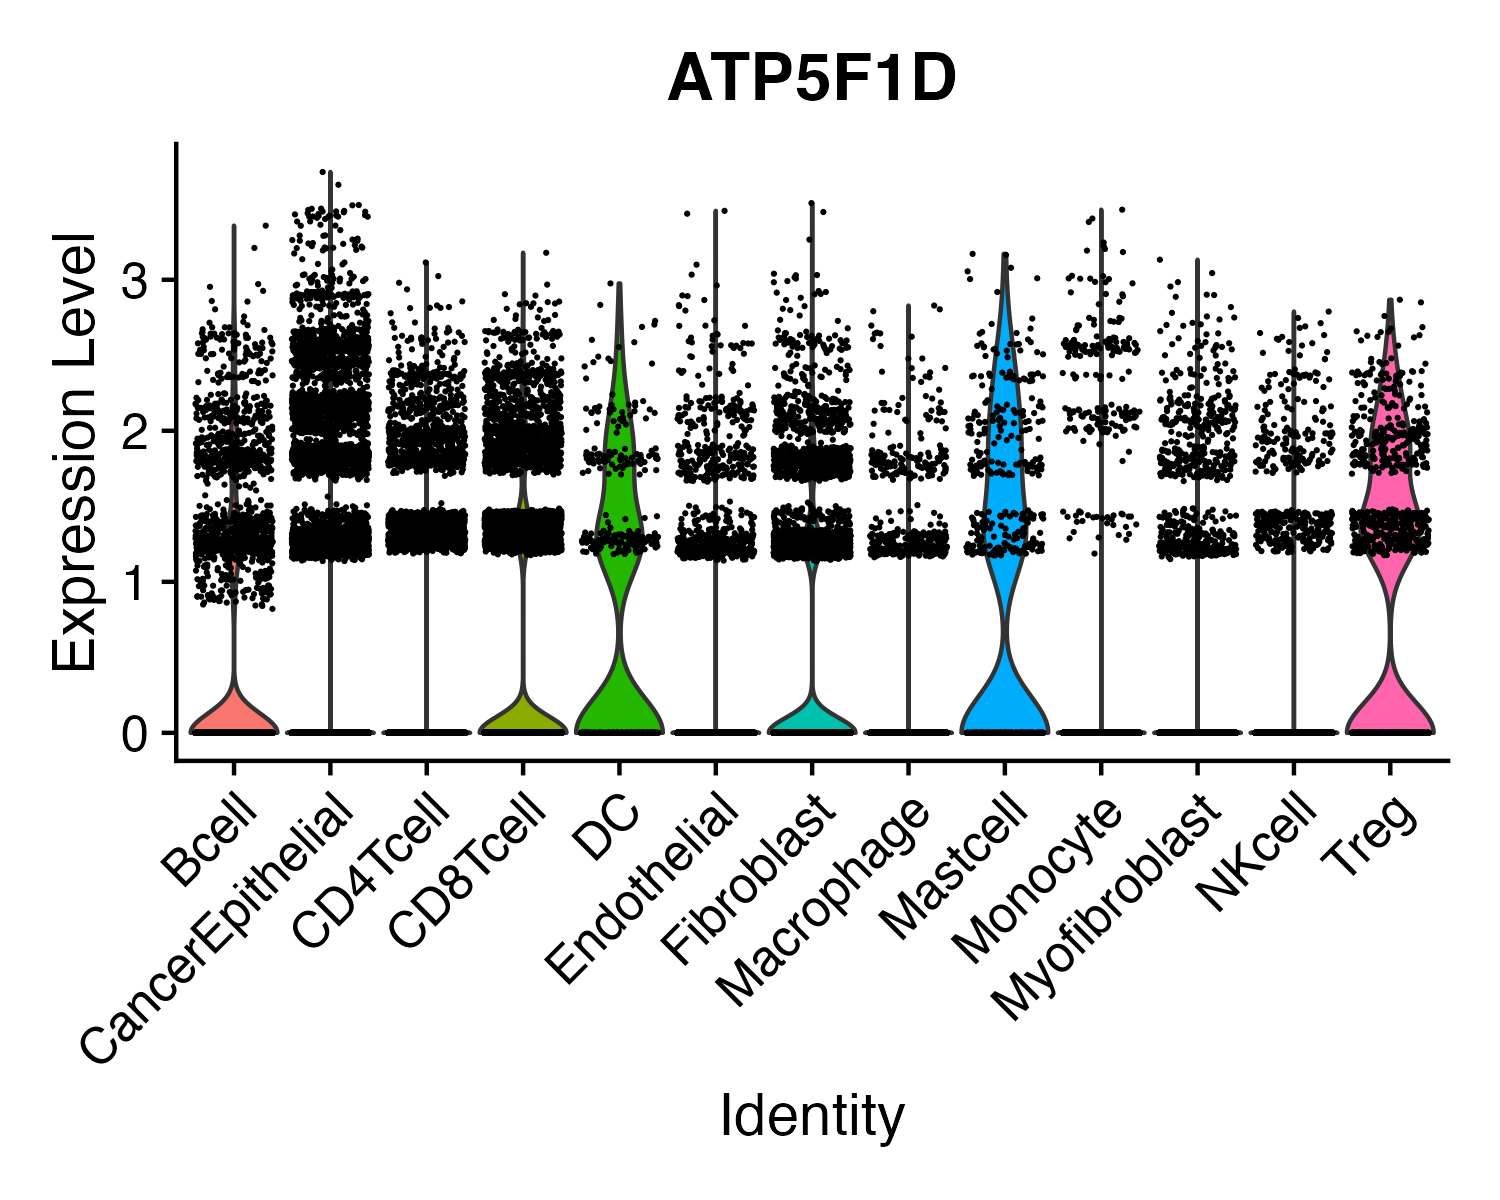 ATP5F1D
Expression Level
3
2
1
0
Bcell
CancerEpithelial
CD4Tcell
CD8Tcell
DC
Endothelial
Fibroblast
Macrophage
Mastcell
Monocyte
Myofibroblast
NKcell
Treg
Identity